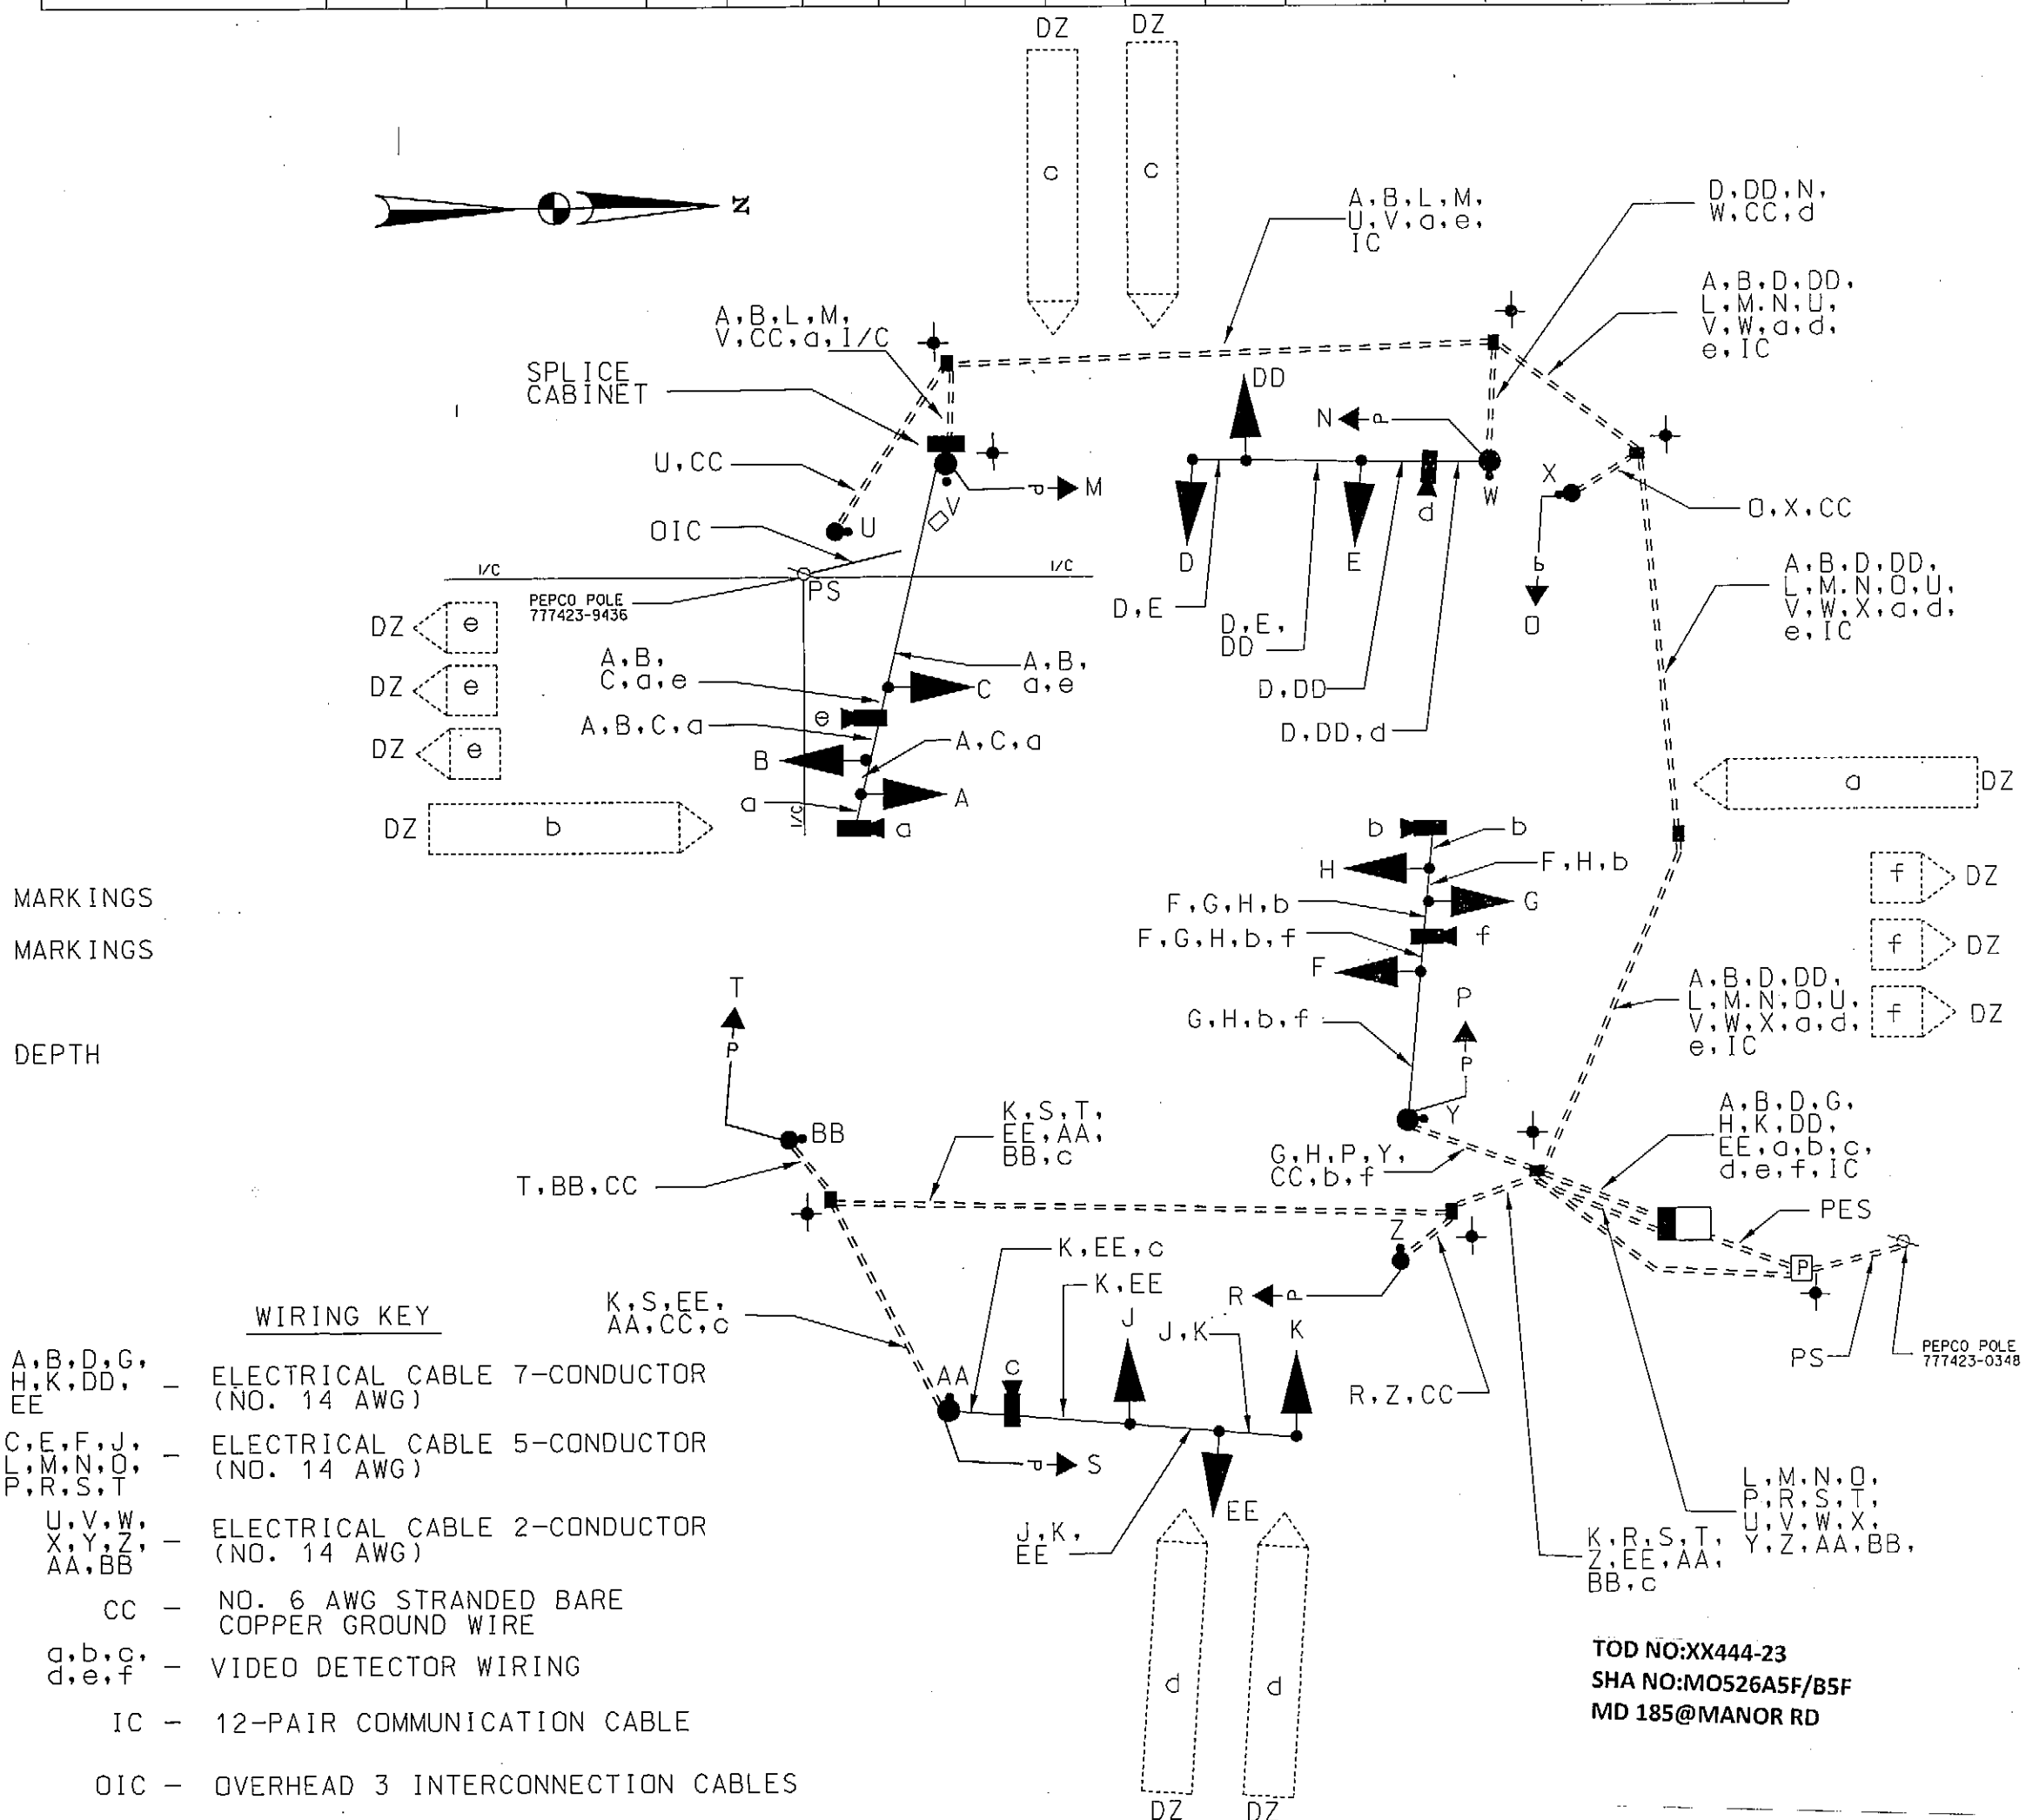 DZ
DZ
c
c
N
A,B,L,M,
U,V,a,e,
IC
D,DD,N,
W,CC,d
A,B,D,DD,
L,M,N,U,
V,W,a,d,
e,IC
A,B,L,M,
V,CC,a,I/C
SPLICE
CABINET
DD
N
P
U,CC
P
M
V
W
d
X
O,X,CC
U
OIC
I/C
I/C
D
E
P
O
PS
PEPCO POLE
777423-9436
A,B,D,DD,
L,M,N,O,U,
V,W,X,a,d,
e,IC
D,E
D,E,
DD
DZ
e
A,B,
C,a,e
A,B,
a,e
DZ
e
C
D,DD
e
A,B,C,a
D,DD,d
A,C,a
DZ
e
B
A
a
I/C
a
DZ
b
a
DZ
b
b
H
F,H,b
f
DZ
MARKINGS
F,G,H,b
G
F,G,H,b,f
f
f
DZ
MARKINGS
F
T
P
A,B,D,DD,
L,M.N,O,U,
V,W,X,a,d,
e,IC
f
DZ
G,H,b,f
P
P
DEPTH
K,S,T,
EE,AA,
BB,c
Y
A,B,D,G,
H,K,DD,
EE,a,b,c,
d,e,f,IC
BB
G,H,P,Y,
CC,b,f
T,BB,CC
PES
Z
K,EE,c
P
K,EE
R
P
WIRING KEY
K,S,EE,
AA,CC,c
J
J,K
K
PS
PEPCO POLE
777423-0348
A,B,D,G,
H,K,DD,
EE
- ELECTRICAL CABLE 7-CONDUCTOR
(NO. 14 AWG)
AA
c
R,Z,CC
C,E,F,J,
L,M,N,O,
P,R,S,T
- ELECTRICAL CABLE 5-CONDUCTOR
(NO. 14 AWG)
P
S
EE
L,M,N,O,
P,R,S,T,
U,V,W,X,
Y,Z,AA,BB,
U,V,W,
X,Y,Z,
AA,BB
- ELECTRICAL CABLE 2-CONDUCTOR
(NO. 14 AWG)
J,K,
EE
K,R,S,T,
Z,EE,AA,
BB,c
CC - NO. 6 AWG STRANDED BARE
COPPER GROUND WIRE
a,b,c,
d,e,f
- VIDEO DETECTOR WIRING
d
d
TOD NO:XX444-23
SHA NO:MO526A5F/B5F
MD 185@MANOR RD
IC - 12-PAIR COMMUNICATION CABLE
OIC - OVERHEAD 3 INTERCONNECTION CABLES
DZ
DZ